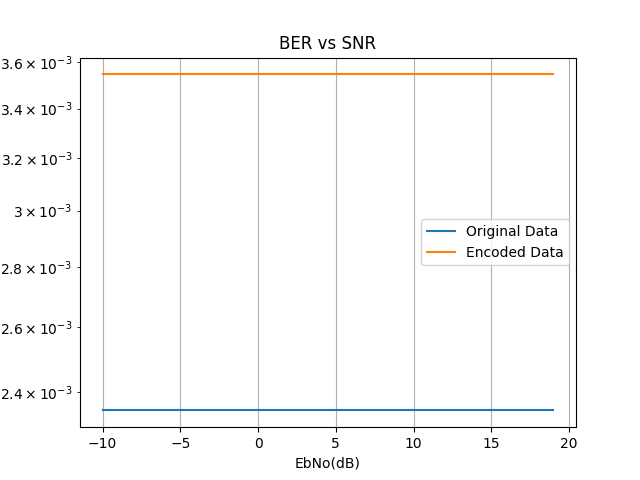 BER vs SNR
3.6 × 10⁻³
3.4 × 10⁻³
3.2 × 10⁻³
3 × 10⁻³
2.8 × 10⁻³
2.6 × 10⁻³
2.4 × 10⁻³
Original Data
Encoded Data
−10 −5 0 5 10 15 20
EbNo(dB)